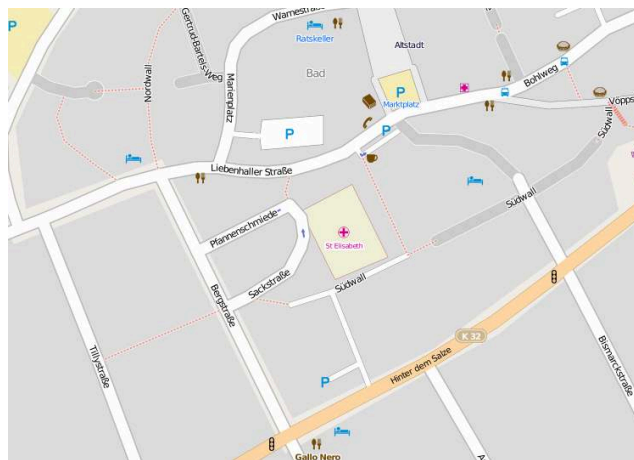 Warnestraße
Gertrud-Bartels-Weg
Ratskeller
Altstadt
Nordwall
Marienplatz
Bad
P
P
Marktplatz
Bohlweg
Vopps
P
P
Südwall
Liebenhaller Straße
Pfannenschmiede
St Elisabeth
Südwall
Sackstraße
Südwall
Bergstraße
Tillystraße
K 32
Bismarckstraße
Hinter dem Salze
P
Gallo Nero
A